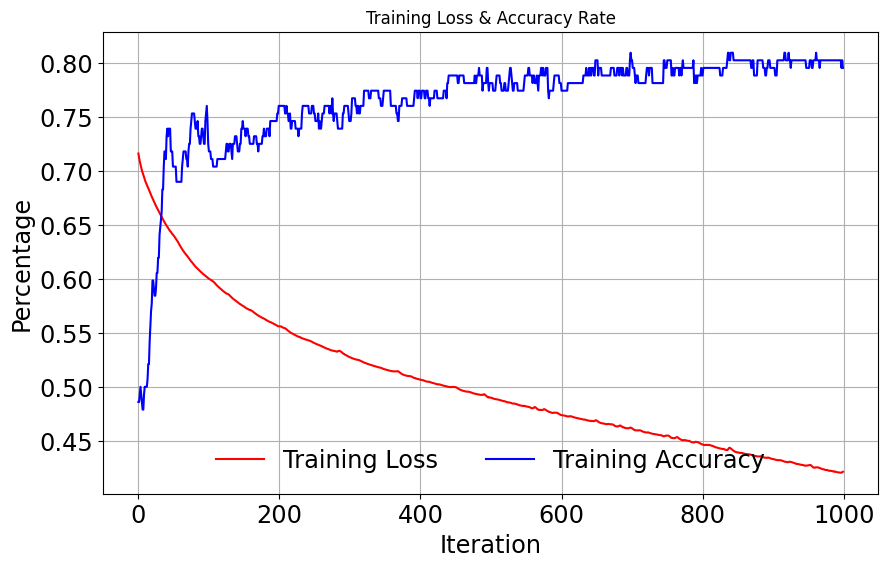 Training Loss & Accuracy Rate
0.80
0.75
0.70
0.65
0.60
0.55
0.50
0.45
Percentage
Training Loss Training Accuracy
0 200 400 600 800 1000
Iteration